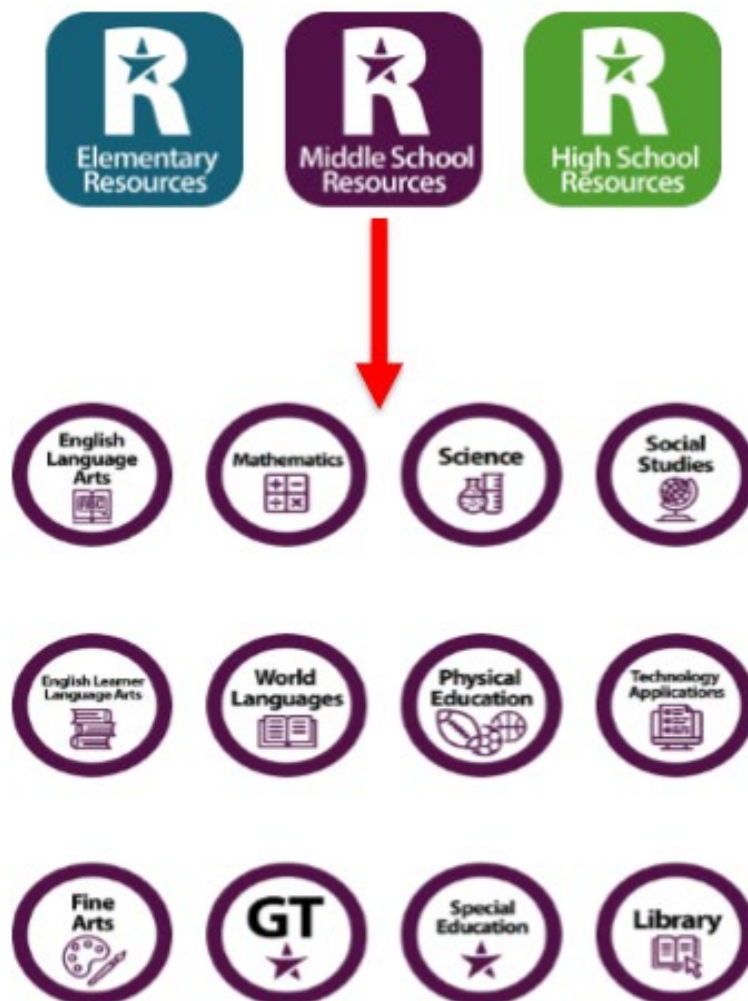 R
Elementary
Resources
R
Middle School
Resources
R
High School
Resources
English
Language
Arts
ABC
Mathematics
Science
Social
Studies
English Learner
Language Arts
World
Languages
Physical
Education
Technology
Applications
Fine
Arts
GT
Special
Education
Library